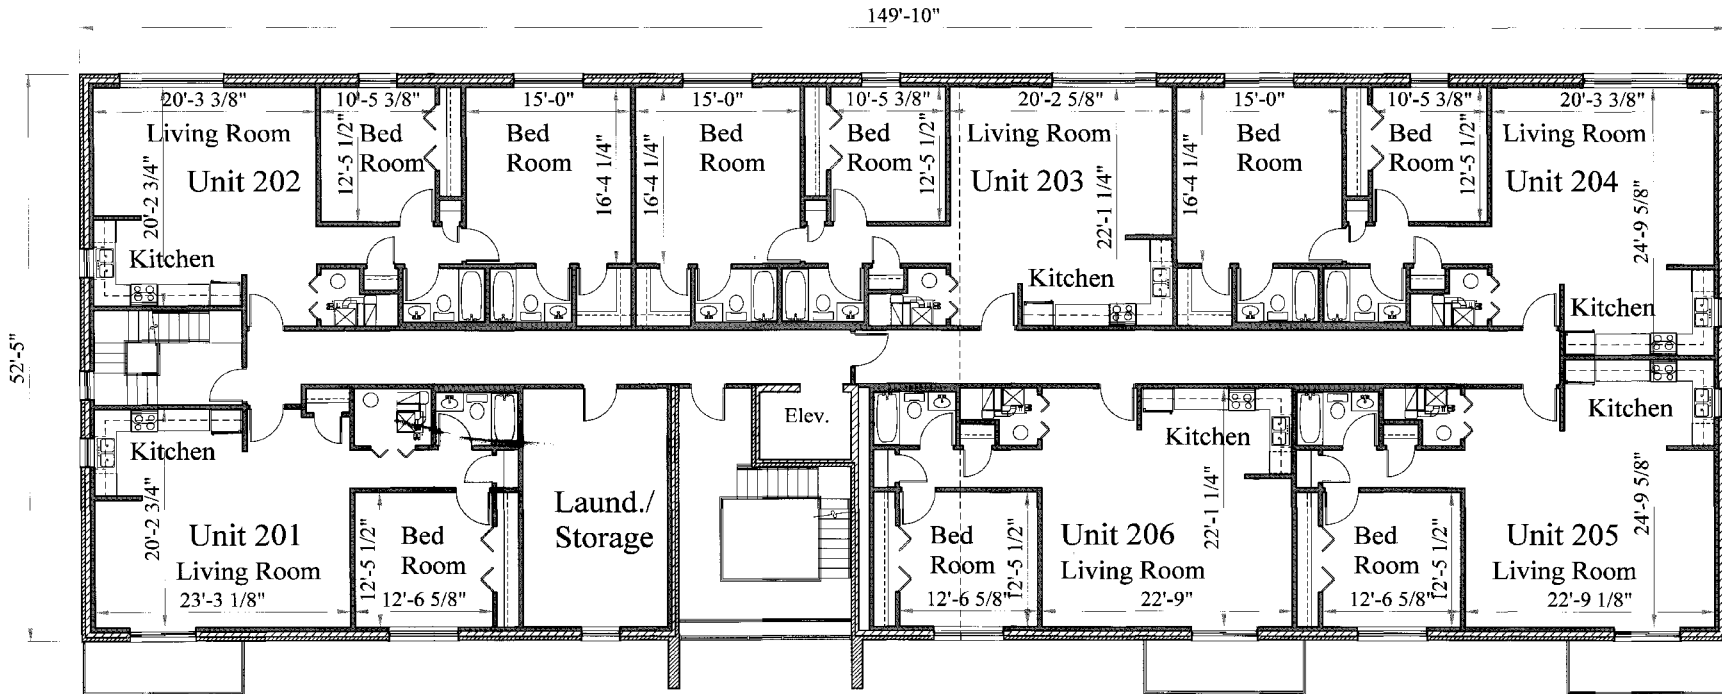 149'-10"
52'-5"
20'-3 3/8"
10'-5 3/8"
15'-0"
15'-0"
10'-5 3/8"
20'-2 5/8"
15'-0"
10'-5 3/8"
20'-3 3/8"
Living Room
Bed
Room
Bed
Room
Bed
Room
Bed
Room
Living Room
Bed
Room
Bed
Room
Living Room
12'-5 1/2"
16'-4 1/4"
16'-4 1/4"
12'-5 1/2"
16'-4 1/4"
12'-5 1/2"
Unit 202
Unit 203
Unit 204
20'-2 3/4"
22'-1 1/4"
24'-9 5/8"
Kitchen
Kitchen
Kitchen
Elev.
Kitchen
Kitchen
Kitchen
20'-2 3/4"
22'-1 1/4"
24'-9 5/8"
Laund./
Storage
Unit 201
Living Room
23'-3 1/8"
Bed
Room
12'-5 1/2"
12'-6 5/8"
Bed
Room
12'-5 1/2"
12'-6 5/8"
Unit 206
Living Room
22'-9"
Bed
Room
12'-5 1/2"
12'-6 5/8"
Unit 205
Living Room
22'-9 1/8"